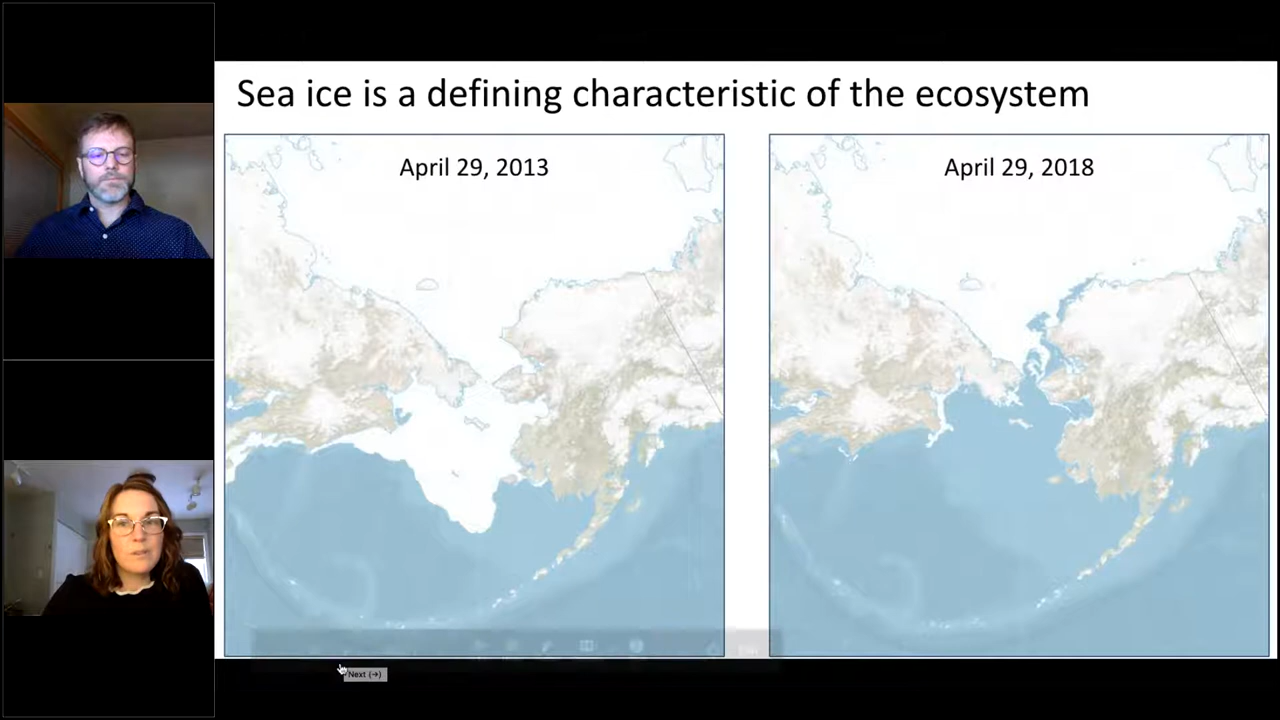 Sea ice is a defining characteristic of the ecosystem
April 29, 2013
April 29, 2018
Next (→)